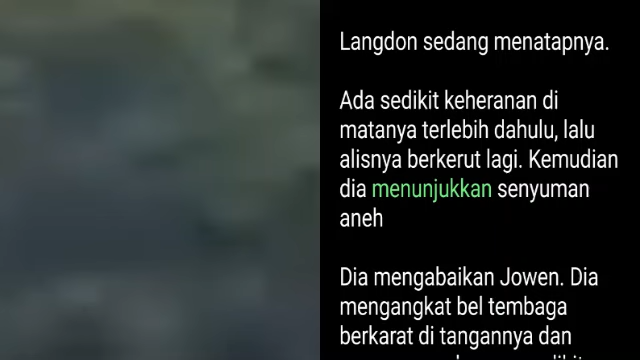 Langdon sedang menatapnya.
Ada sedikit keheranan di
matanya terlebih dahulu, lalu
alisnya berkerut lagi. Kemudian
dia menunjukkan senyuman
aneh
Dia mengabaikan Jowen. Dia
mengangkat bel tembaga
berkarat di tangannya dan